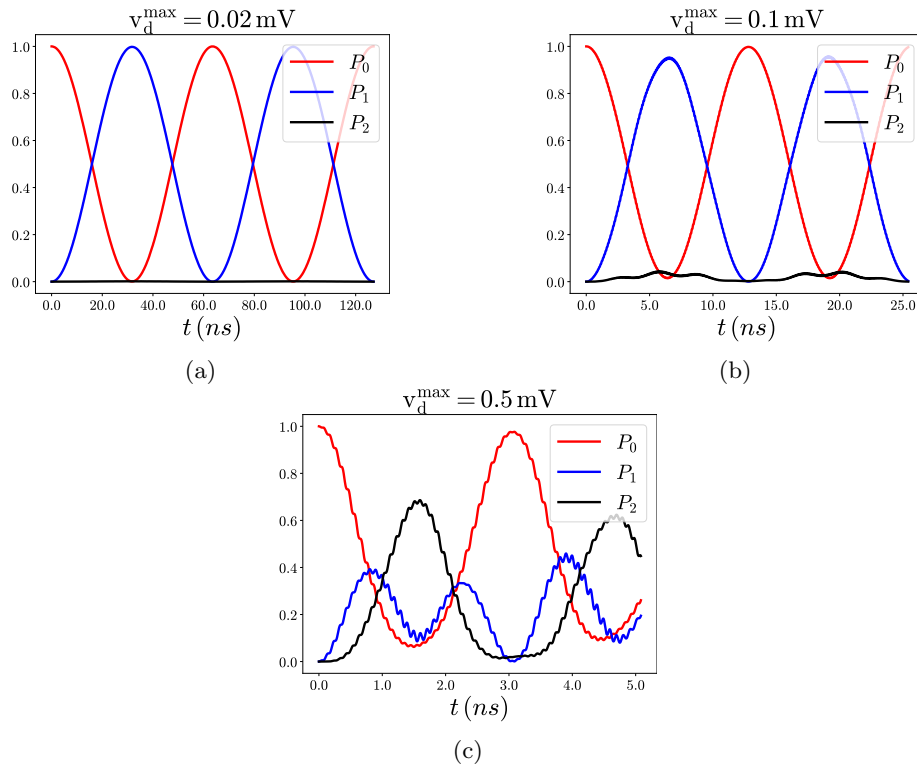 v_d^max = 0.02 mV
1.0
0.8
0.6
0.4
0.2
0.0
P_0
P_1
P_2
0.0 20.0 40.0 60.0 80.0 100.0 120.0
t (ns)
(a)
v_d^max = 0.1 mV
1.0
0.8
0.6
0.4
0.2
0.0
P_0
P_1
P_2
0.0 5.0 10.0 15.0 20.0 25.0
t (ns)
(b)
v_d^max = 0.5 mV
1.0
0.8
0.6
0.4
0.2
0.0
P_0
P_1
P_2
0.0 1.0 2.0 3.0 4.0 5.0
t (ns)
(c)